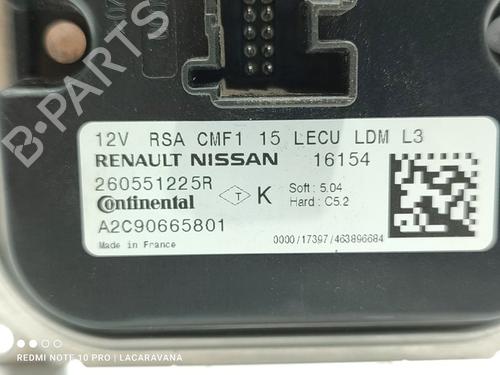 B-PARTS
12V RSA CMF1 15 LECU LDM L3
RENAULT NISSAN 16154
260551225R
Continental T K Soft : 5.04
Hard : C5.2
A2C90665801
Made in France 0000/17397/463896684
REDMI NOTE 10 PRO | LACARAVANA